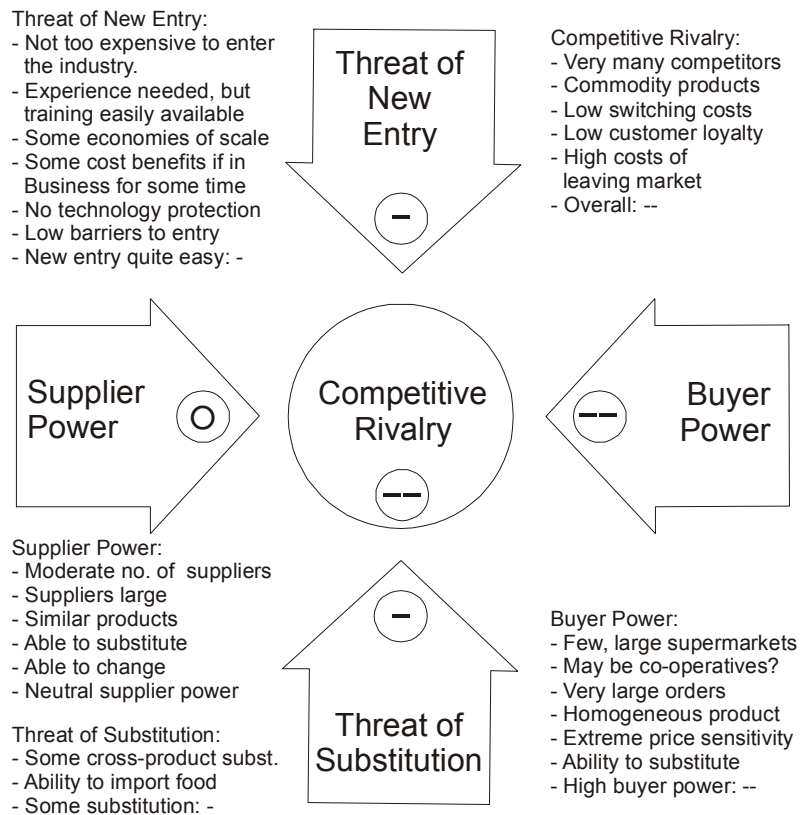 Threat of New Entry:
- Not too expensive to enter
the industry.
- Experience needed, but
training easily available
- Some economies of scale
- Some cost benefits if in
Business for some time
- No technology protection
- Low barriers to entry
- New entry quite easy: -
Threat of
New
Entry
-
Competitive Rivalry:
- Very many competitors
- Commodity products
- Low switching costs
- Low customer loyalty
- High costs of
leaving market
- Overall: --
Supplier
Power
O
Competitive
Rivalry
--
--
Buyer
Power
Supplier Power:
- Moderate no. of suppliers
- Suppliers large
- Similar products
- Able to substitute
- Able to change
- Neutral supplier power
Threat of Substitution:
- Some cross-product subst.
- Ability to import food
- Some substitution: -
-
Threat of
Substitution
Buyer Power:
- Few, large supermarkets
- May be co-operatives?
- Very large orders
- Homogeneous product
- Extreme price sensitivity
- Ability to substitute
- High buyer power: --